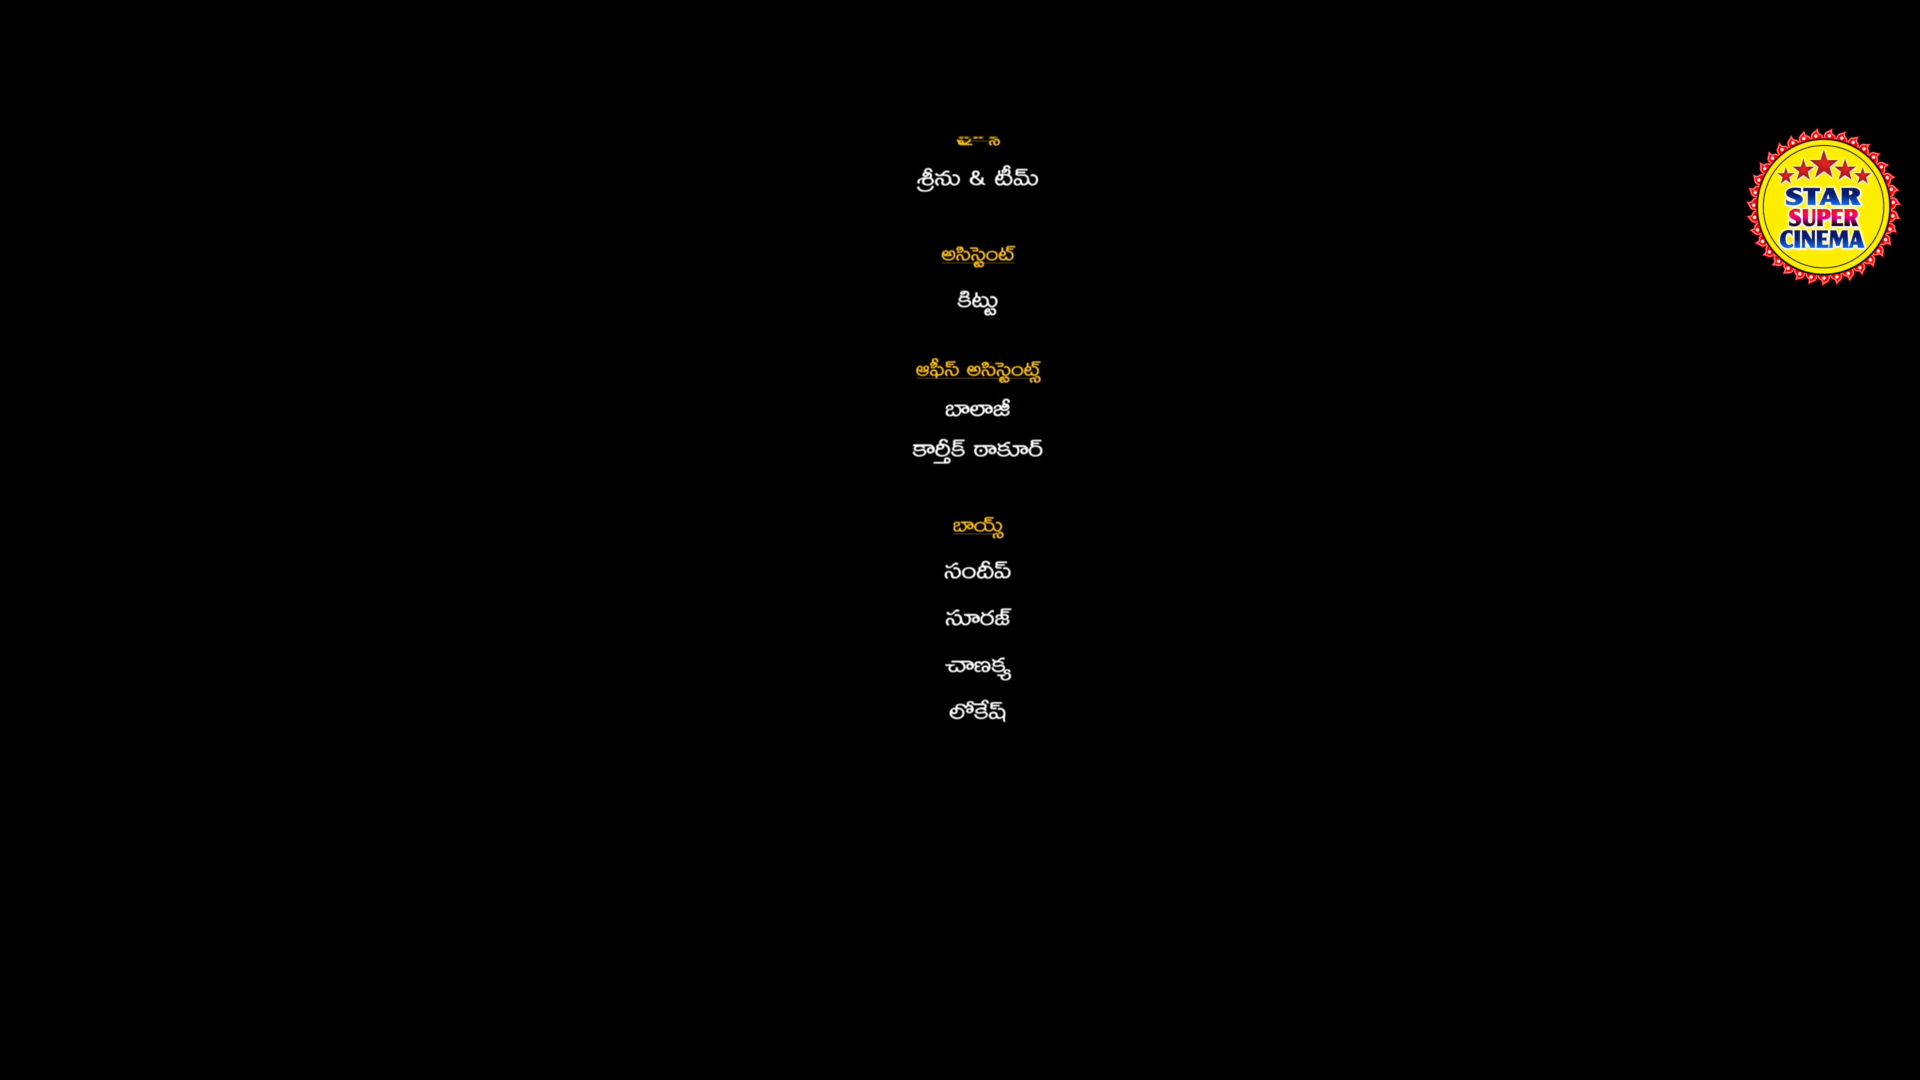 శ్రీను & టీమ్
అసిస్టెంట్
కిట్టు
ఆఫీస్ అసిస్టెంట్స్
బాలాజీ
కార్తీక్ ఠాకూర్
బాయ్స్
సందీప్
సూరజ్
చాణక్య
లోకేష్
STAR
SUPER
CINEMA